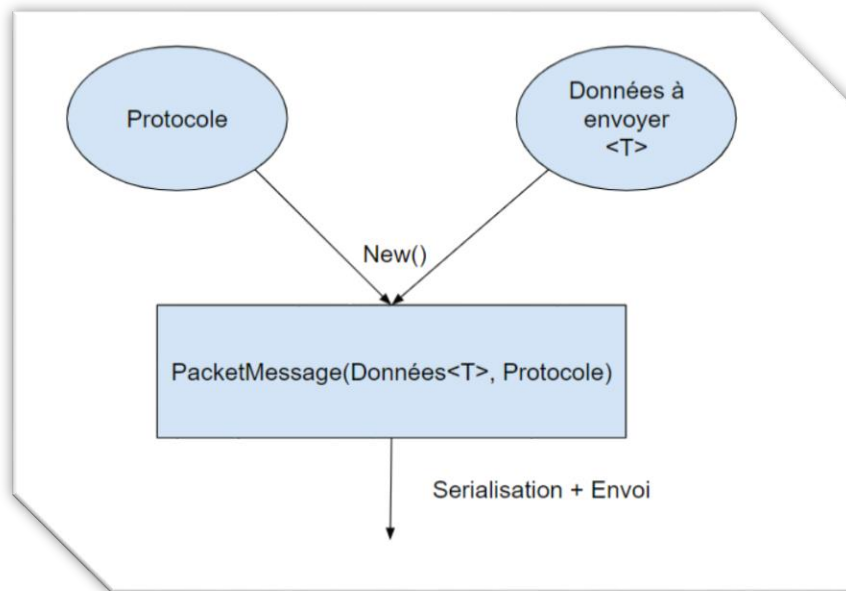 Protocole
Données à
envoyer
<T>
New()
PacketMessage(Données<T>, Protocole)
Serialisation + Envoi